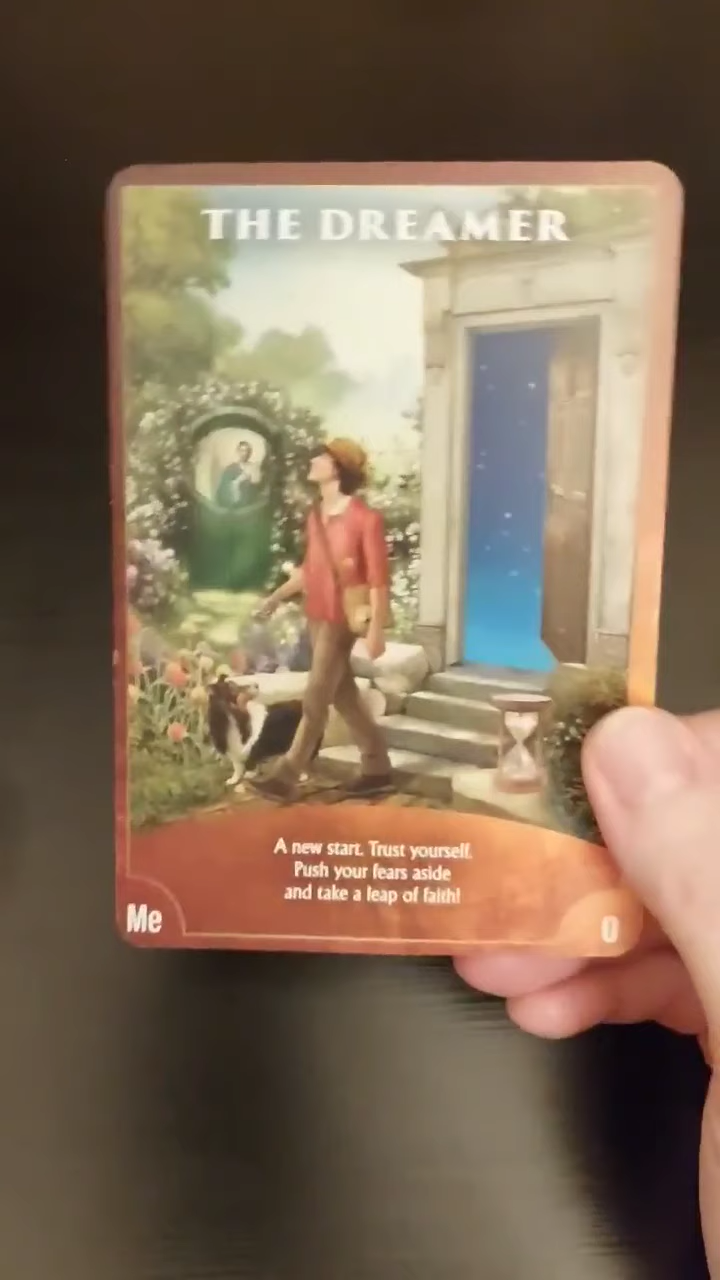 THE DREAMER
A new start. Trust yourself.
Push your fears aside
and take a leap of faith!
Me
0